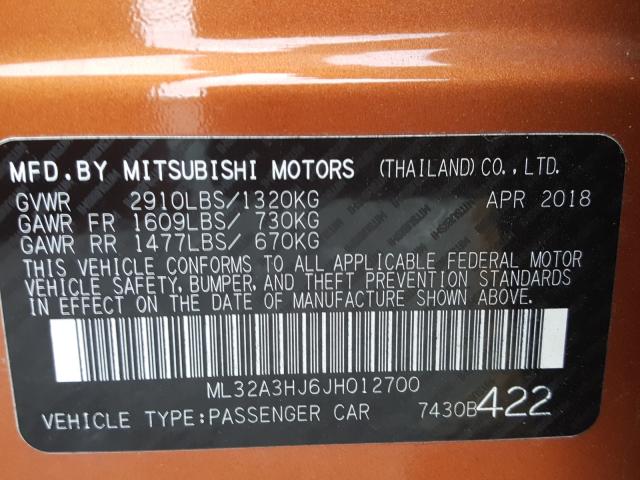 MFD.BY MITSUBISHI MOTORS (THAILAND)CO.,LTD.
GVWR 2910LBS/1320KG APR 2018
GAWR FR 1609LBS/ 730KG
GAWR RR 1477LBS/ 670KG
THIS VEHICLE CONFORMS TO ALL APPLICABLE FEDERAL MOTOR
VEHICLE SAFETY, BUMPER, AND THEFT PREVENTION STANDARDS
IN EFFECT ON THE DATE OF MANUFACTURE SHOWN ABOVE.
ML32A3HJ6JH012700
VEHICLE TYPE:PASSENGER CAR 7430B422